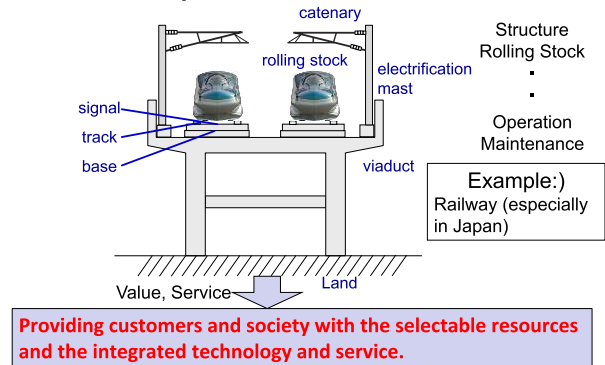 catenary
rolling stock
electrification
mast
signal
track
base
viaduct
Land
Structure
Rolling Stock
.
.
Operation
Maintenance
Example:)
Railway (especially
in Japan)
Value, Service
Providing customers and society with the selectable resources
and the integrated technology and service.